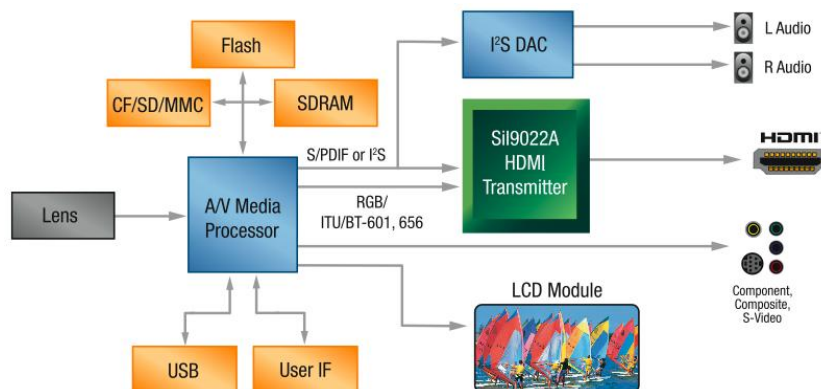 Flash
CF/SD/MMC
SDRAM
I²S DAC
L Audio
R Audio
S/PDIF or I²S
SiI9022A
HDMI
Transmitter
HDMI
Lens
A/V Media
Processor
RGB/
ITU/BT-601, 656
LCD Module
Component,
Composite,
S-Video
USB
User IF